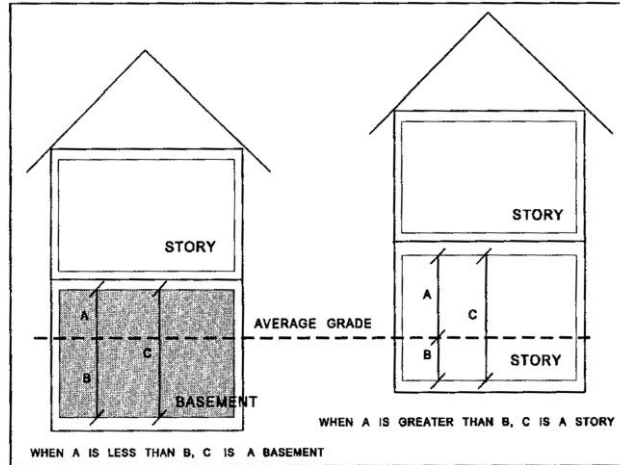 STORY
A
B
C
BASEMENT
WHEN A IS LESS THAN B, C IS A BASEMENT
AVERAGE GRADE
STORY
A
B
C
STORY
WHEN A IS GREATER THAN B, C IS A STORY